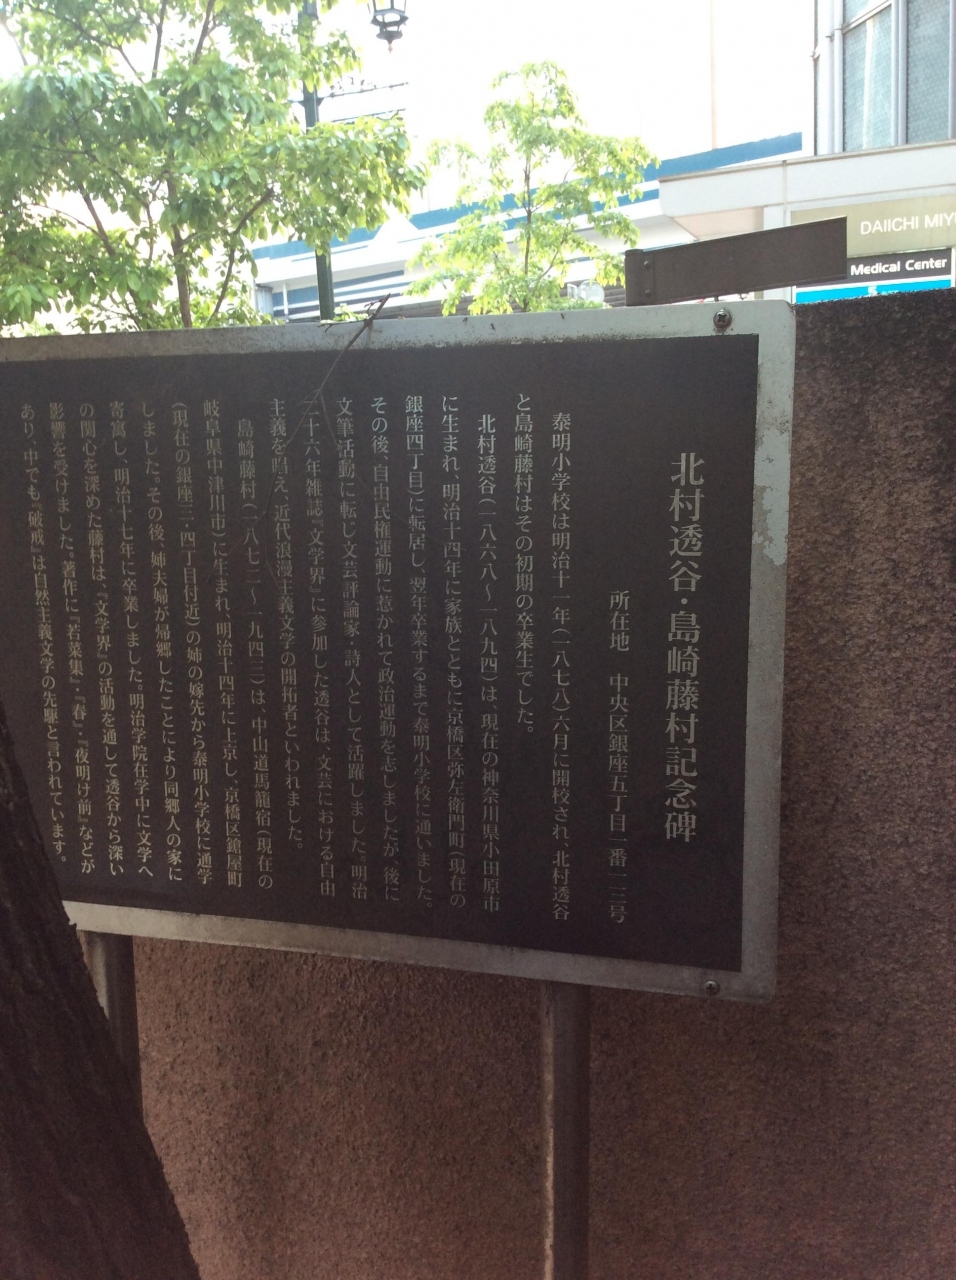 北村透谷・島崎藤村記念碑
所在地　中央区銀座五丁目一番一三号
泰明小学校は明治十一年(一八七八)六月に開校され、北村透谷
と島崎藤村はその初期の卒業生でした。
北村透谷(一八六八〜一八九四)は、現在の神奈川県小田原市
に生まれ、明治十四年に家族とともに京橋区弥左衛門町(現在の
銀座四丁目)に転居し、翌年卒業するまで泰明小学校に通いました。
その後、自由民権運動に惹かれて政治運動を志しましたが、後に
文筆活動に転じ文芸評論家・詩人として活躍しました。明治
二十六年雑誌『文学界』に参加した透谷は、文芸における自由
主義を唱え、近代浪漫主義文学の開拓者といわれました。
島崎藤村(一八七二〜一九四三)は、中山道馬籠宿(現在の
岐阜県中津川市)に生まれ、明治十四年に上京し、京橋区鎗屋町
(現在の銀座三・四丁目付近)の姉の嫁先から泰明小学校に通学
しました。その後、姉夫婦が帰郷したことにより同郷人の家に
寄寓し、明治十七年に卒業しました。明治学院在学中に文学へ
の関心を深めた藤村は、『文学界』の活動を通して透谷から深い
影響を受けました。著作に『若菜集』・『春』・『夜明け前』などが
あり、中でも『破戒』は自然主義文学の先駆と言われています。
DAIICHI MIY
Medical Center